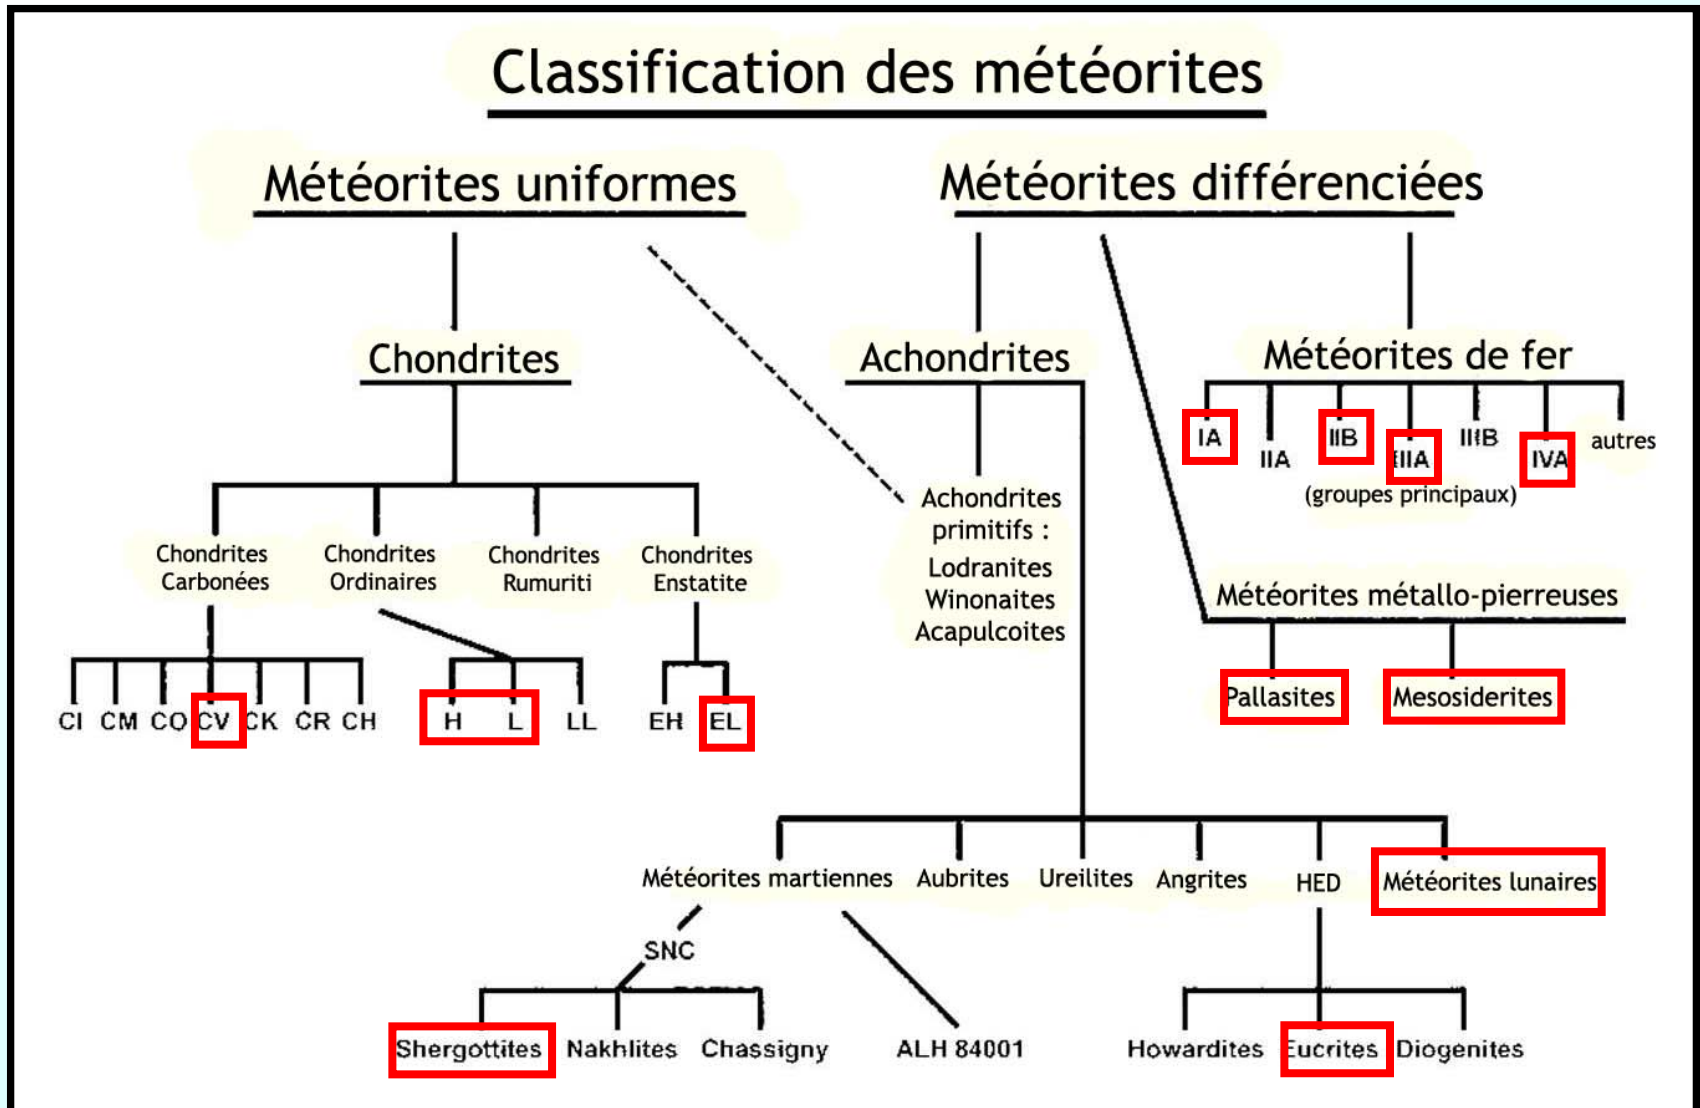 Classification des météorites
Météorites uniformes
Météorites différenciées
Chondrites
Achondrites
Météorites de fer
IA
IIA
IIB
IIIA
IIIB
IVA
autres
(groupes principaux)
Chondrites
Carbonées
Chondrites
Ordinaires
Chondrites
Rumuriti
Chondrites
Enstatite
Achondrites
primitifs :
Lodranites
Winonaites
Acapulcoites
Météorites métallo-pierreuses
Pallasites
Mesosiderites
CI CM CO CV CK CR CH
H L LL
EH EL
Météorites martiennes
Aubrites
Ureilites
Angrites
HED
Météorites lunaires
SNC
Shergottites
Nakhlites
Chassigny
ALH 84001
Howardites
Eucrites
Diogenites